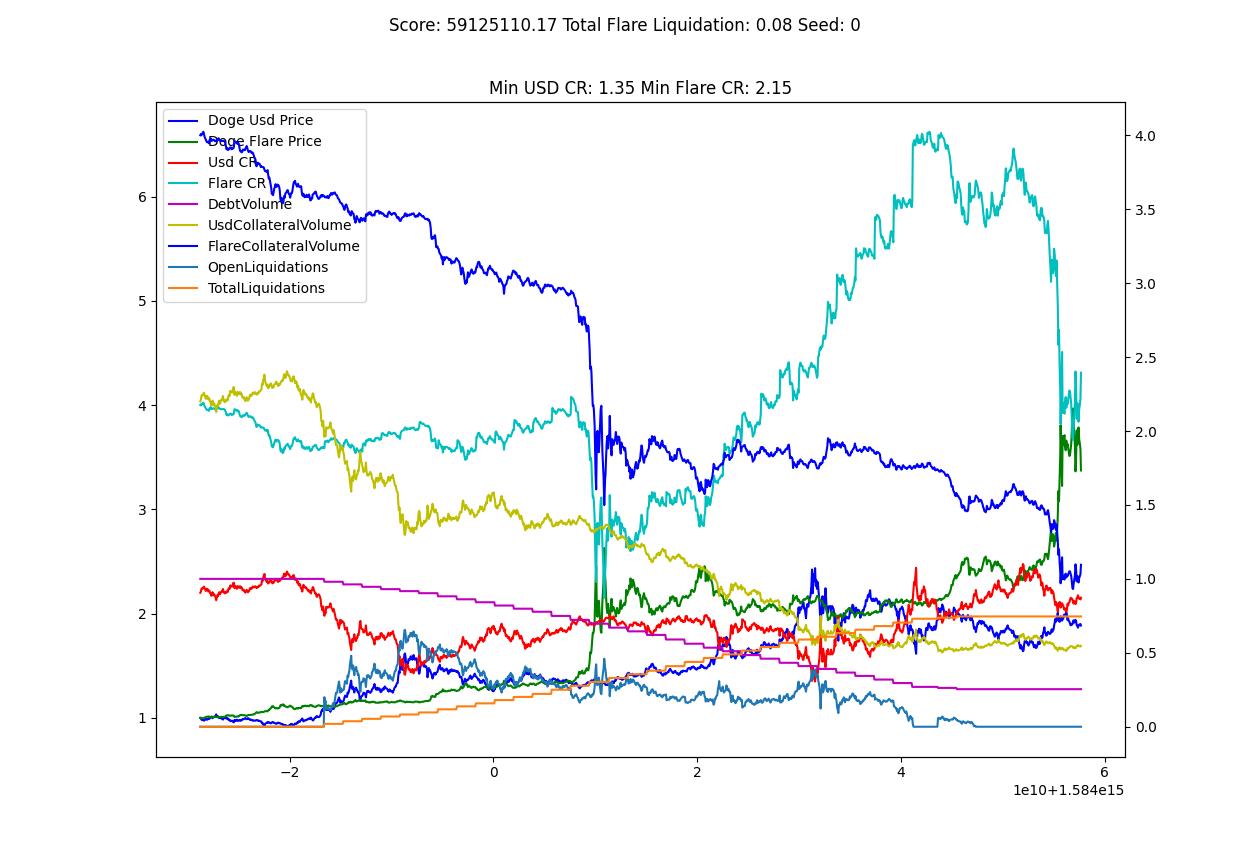 Score: 59125110.17 Total Flare Liquidation: 0.08 Seed: 0
Min USD CR: 1.35 Min Flare CR: 2.15
Doge Usd Price
Doge Flare Price
Usd CR
Flare CR
DebtVolume
UsdCollateralVolume
FlareCollateralVolume
OpenLiquidations
TotalLiquidations
6
5
4
3
2
1
4.0
3.5
3.0
2.5
2.0
1.5
1.0
0.5
0.0
−2 0 2 4 6
1e10+1.584e15